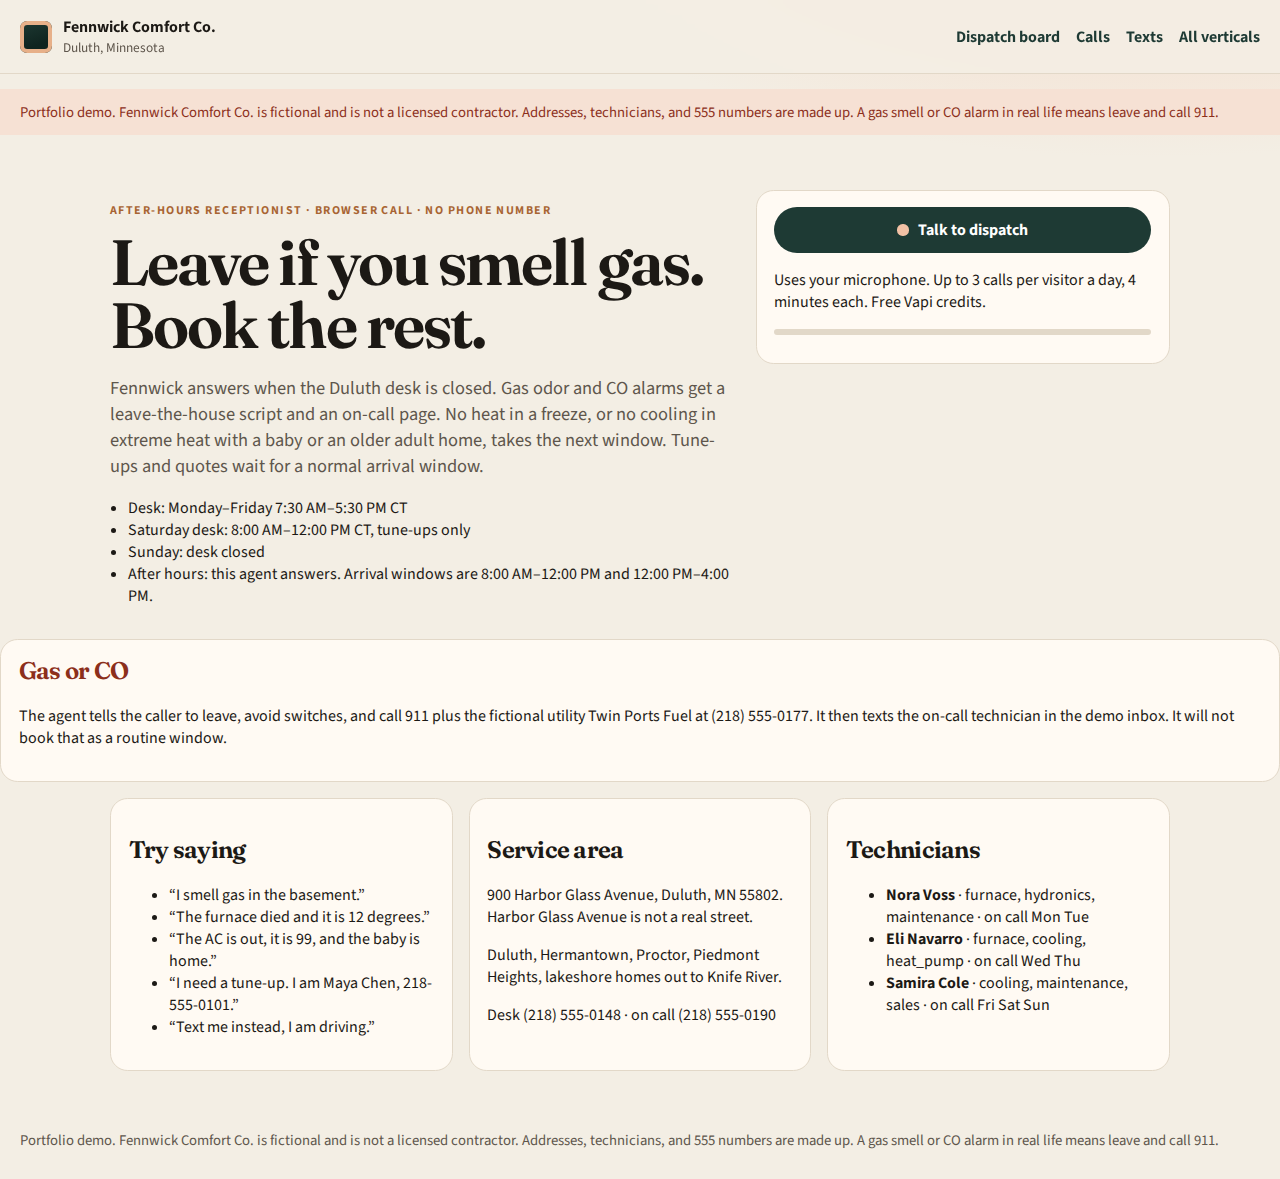 Fennwick Comfort Co.
Duluth, Minnesota
Dispatch board Calls Texts All verticals
Portfolio demo. Fennwick Comfort Co. is fictional and is not a licensed contractor. Addresses, technicians, and 555 numbers are made up. A gas smell or CO alarm in real life means leave and call 911.
AFTER-HOURS RECEPTIONIST · BROWSER CALL · NO PHONE NUMBER
Leave if you smell gas.
Book the rest.
Fennwick answers when the Duluth desk is closed. Gas odor and CO alarms get a
leave-the-house script and an on-call page. No heat in a freeze, or no cooling in
extreme heat with a baby or an older adult home, takes the next window. Tune-
ups and quotes wait for a normal arrival window.
• Desk: Monday–Friday 7:30 AM–5:30 PM CT
• Saturday desk: 8:00 AM–12:00 PM CT, tune-ups only
• Sunday: desk closed
• After hours: this agent answers. Arrival windows are 8:00 AM–12:00 PM and 12:00 PM–4:00
PM.
Talk to dispatch
Uses your microphone. Up to 3 calls per visitor a day, 4
minutes each. Free Vapi credits.
Gas or CO
The agent tells the caller to leave, avoid switches, and call 911 plus the fictional utility Twin Ports Fuel at (218) 555-0177. It then texts the on-call technician in the demo inbox. It will not
book that as a routine window.
Try saying
• “I smell gas in the basement.”
• “The furnace died and it is 12 degrees.”
• “The AC is out, it is 99, and the baby is
home.”
• “I need a tune-up. I am Maya Chen, 218-
555-0101.”
• “Text me instead, I am driving.”
Service area
900 Harbor Glass Avenue, Duluth, MN 55802.
Harbor Glass Avenue is not a real street.
Duluth, Hermantown, Proctor, Piedmont
Heights, lakeshore homes out to Knife River.
Desk (218) 555-0148 · on call (218) 555-0190
Technicians
• Nora Voss · furnace, hydronics,
maintenance · on call Mon Tue
• Eli Navarro · furnace, cooling,
heat_pump · on call Wed Thu
• Samira Cole · cooling, maintenance,
sales · on call Fri Sat Sun
Portfolio demo. Fennwick Comfort Co. is fictional and is not a licensed contractor. Addresses, technicians, and 555 numbers are made up. A gas smell or CO alarm in real life means leave and call 911.